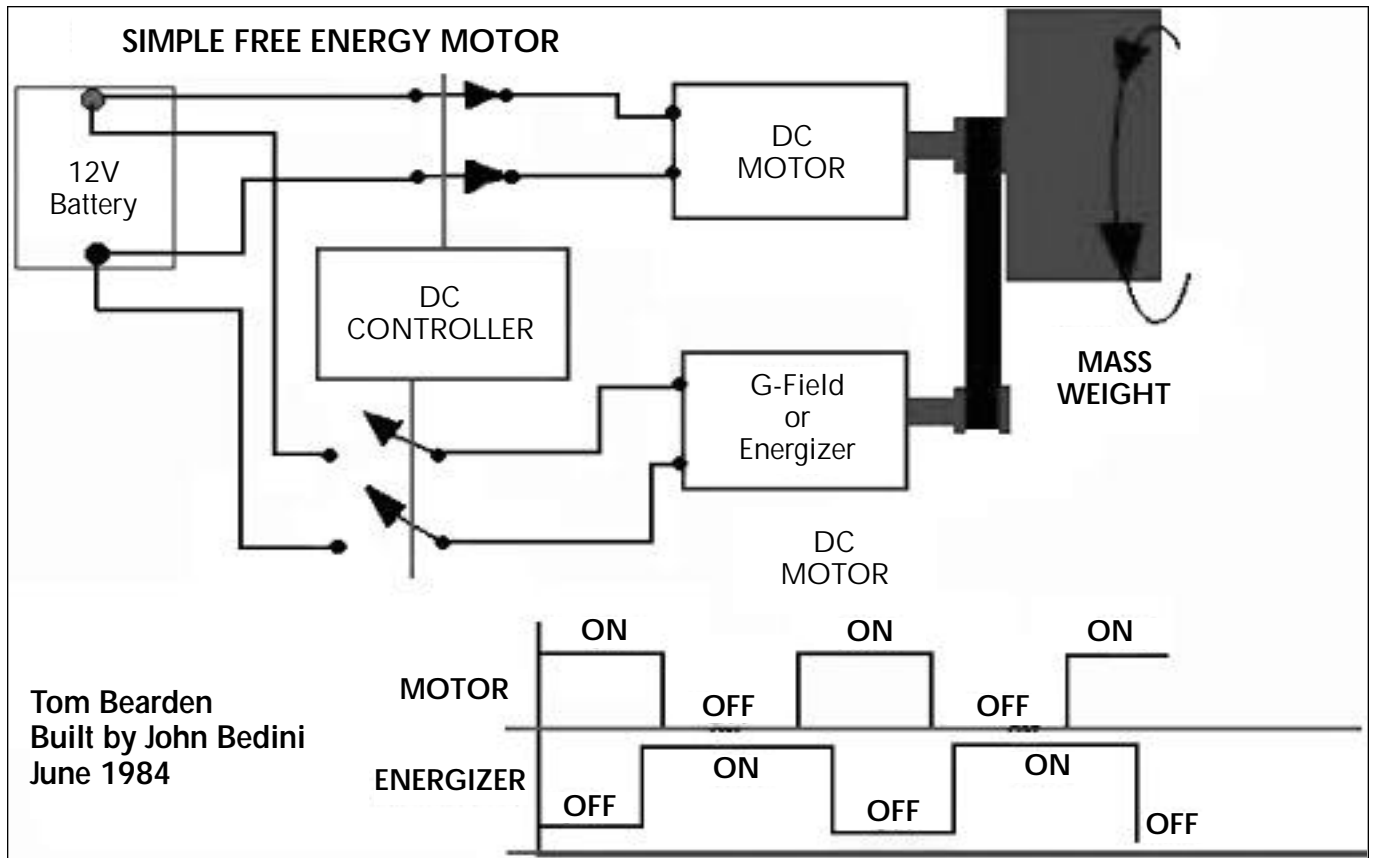 SIMPLE FREE ENERGY MOTOR
12V
Battery
DC
MOTOR
DC
CONTROLLER
G-Field
or
Energizer
MASS
WEIGHT
DC
MOTOR
ON
ON
ON
MOTOR
OFF
OFF
ENERGIZER
ON
ON
OFF
OFF
OFF
Tom Bearden
Built by John Bedini
June 1984